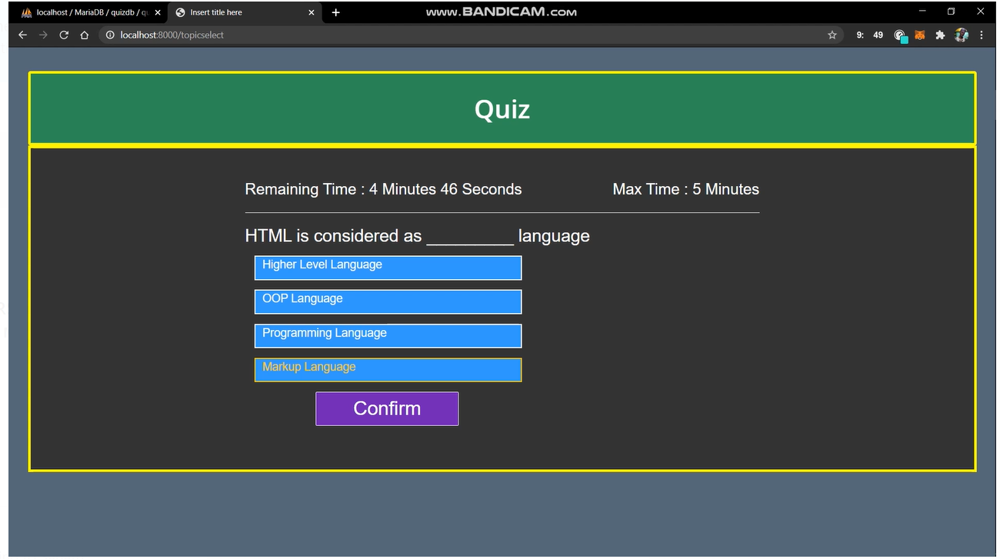 localhost / MariaDB / quizdb / qu
Insert title here
www.BANDICAM.com
localhost:8000/topicselect
9: 49
Quiz
Remaining Time : 4 Minutes 46 Seconds
Max Time : 5 Minutes
HTML is considered as __________ language
Higher Level Language
OOP Language
Programming Language
Markup Language
Confirm